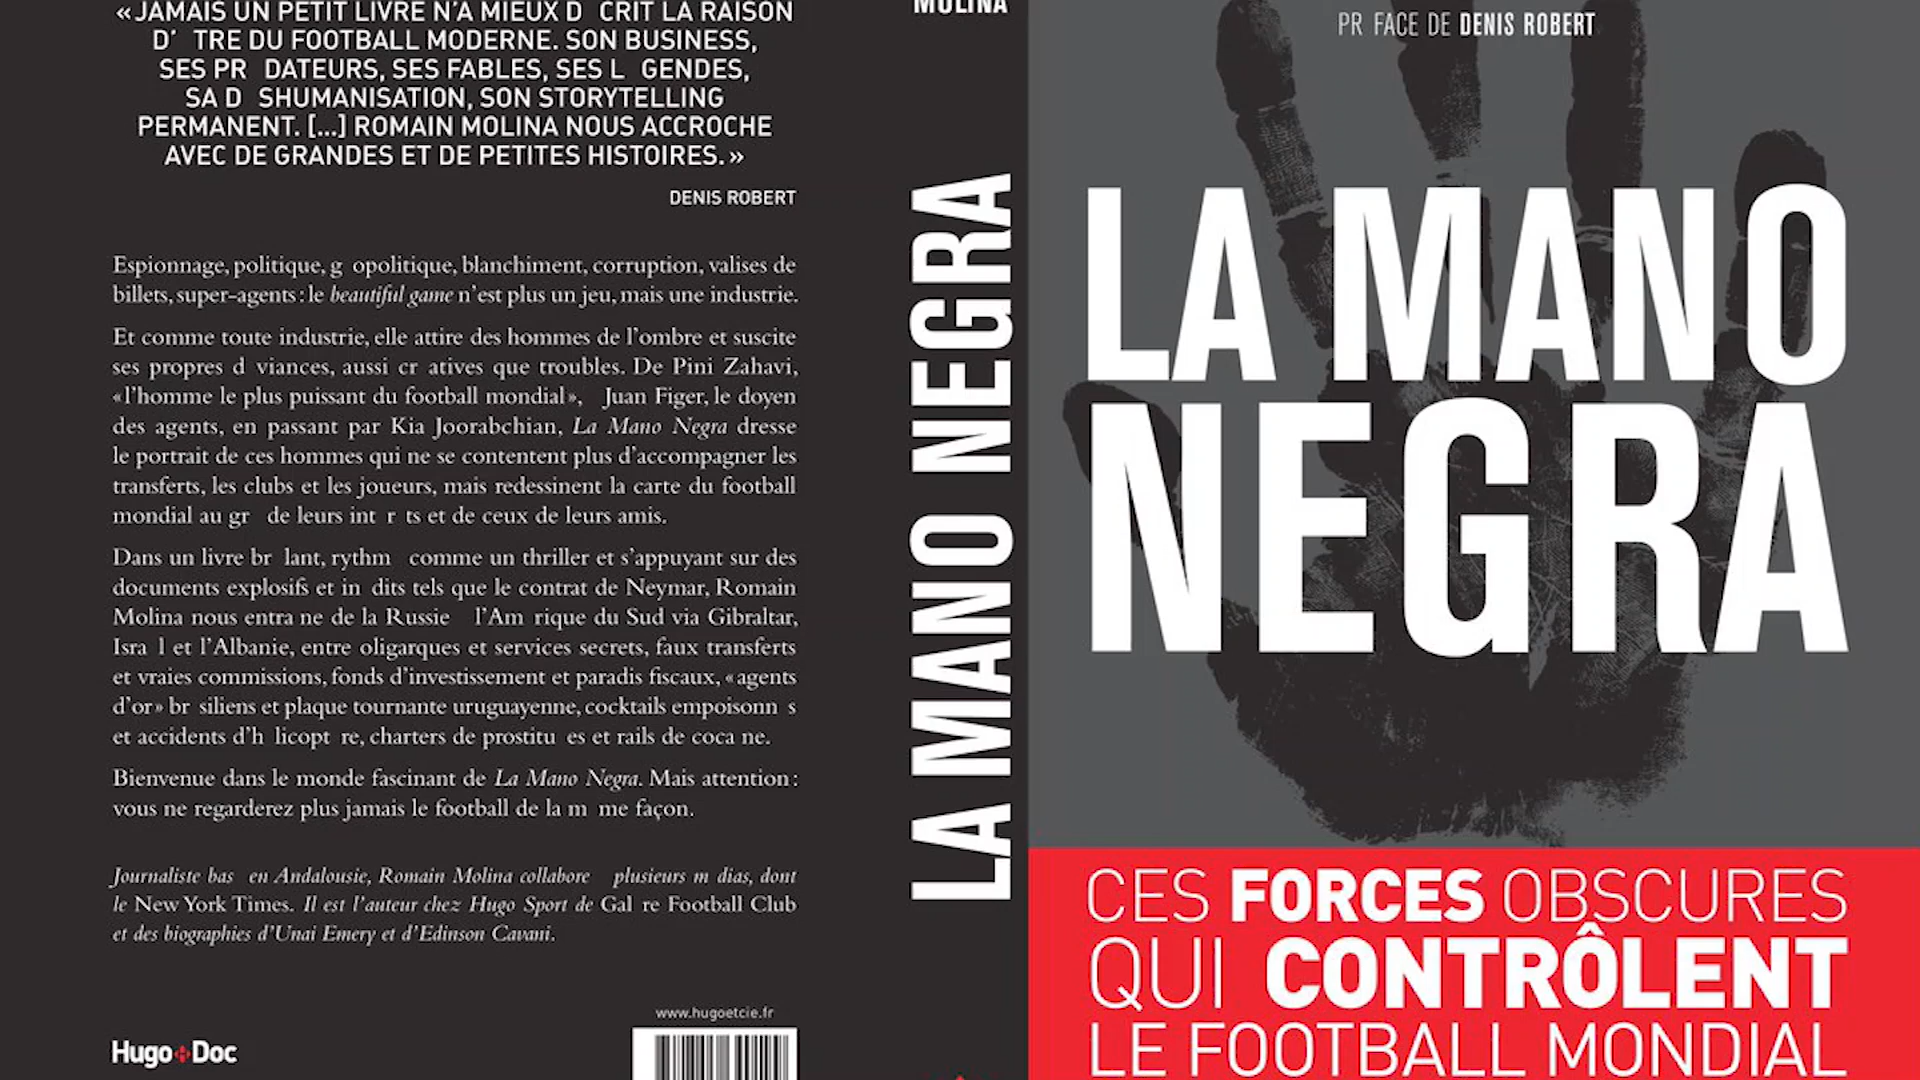 «JAMAIS UN PETIT LIVRE N'A MIEUX D CRIT LA RAISON
D' TRE DU FOOTBALL MODERNE. SON BUSINESS,
SES PR DATEURS, SES FABLES, SES L GENDES,
SA D SHUMANISATION, SON STORYTELLING
PERMANENT. [...] ROMAIN MOLINA NOUS ACCROCHE
AVEC DE GRANDES ET DE PETITES HISTOIRES.»
DENIS ROBERT
Espionnage, politique, g opolitique, blanchiment, corruption, valises de
billets, super-agents : le beautiful game n'est plus un jeu, mais une industrie.
Et comme toute industrie, elle attire des hommes de l'ombre et suscite
ses propres d viances, aussi cr atives que troubles. De Pini Zahavi,
«l'homme le plus puissant du football mondial», Juan Figer, le doyen
des agents, en passant par Kia Joorabchian, La Mano Negra dresse
le portrait de ces hommes qui ne se contentent plus d'accompagner les
transferts, les clubs et les joueurs, mais redessinent la carte du football
mondial au gr de leurs int r ts et de ceux de leurs amis.
Dans un livre br lant, rythm comme un thriller et s'appuyant sur des
documents explosifs et in dits tels que le contrat de Neymar, Romain
Molina nous entra ne de la Russie l'Am rique du Sud via Gibraltar,
Isra l et l'Albanie, entre oligarques et services secrets, faux transferts
et vraies commissions, fonds d'investissement et paradis fiscaux, «agents
d'or» br siliens et plaque tournante uruguayenne, cocktails empoisonn s
et accidents d'h licopt re, charters de prostitu es et rails de coca ne.
Bienvenue dans le monde fascinant de La Mano Negra. Mais attention :
vous ne regarderez plus jamais le football de la m me façon.
Journaliste bas en Andalousie, Romain Molina collabore plusieurs m dias, dont
le New York Times. Il est l'auteur chez Hugo Sport de Gal re Football Club
et des biographies d'Unai Emery et d'Edinson Cavani.
www.hugoetcie.fr
Hugo Doc
MOLINA
LA MANO NEGRA
PR FACE DE DENIS ROBERT
LA MANO
NEGRA
CES FORCES OBSCURES
QUI CONTRÔLENT
LE FOOTBALL MONDIAL